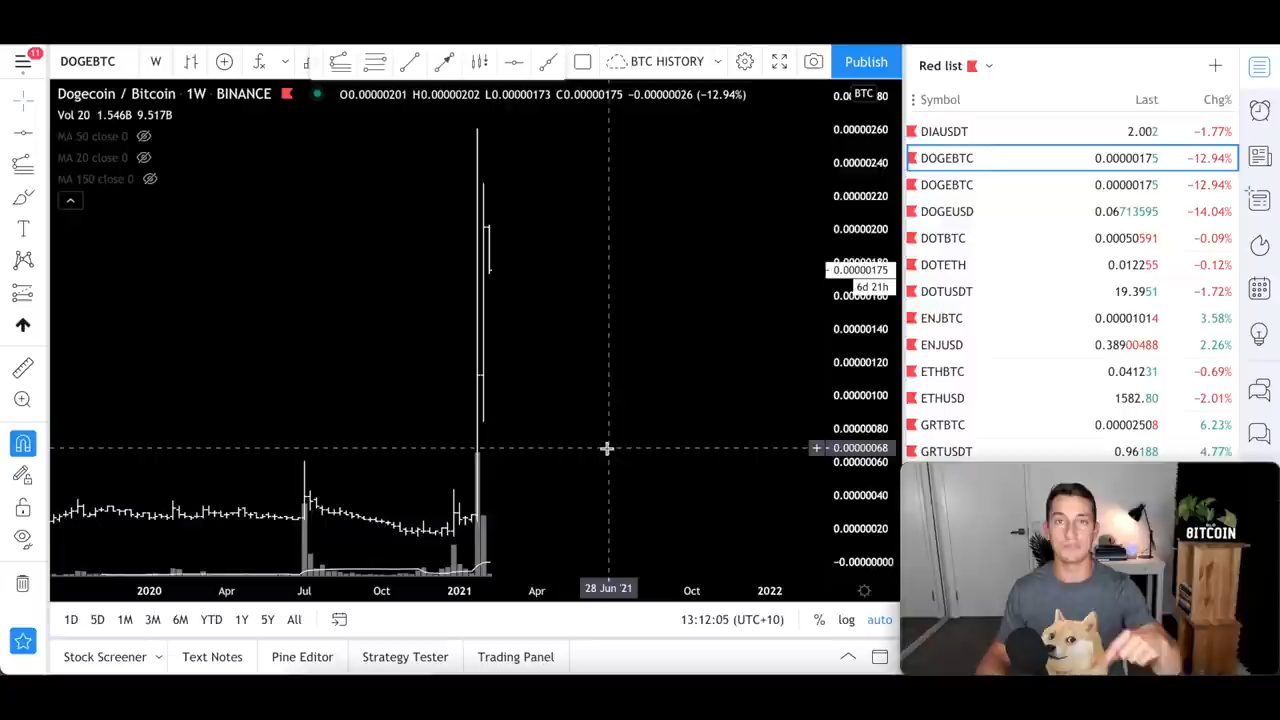 11
DOGEBTC W BTC HISTORY Publish
Dogecoin / Bitcoin · 1W · BINANCE O0.00000201 H0.00000202 L0.00000173 C0.00000175 −0.00000026 (−12.94%)
Vol 20 1.546B 9.517B
MA 50 close 0
MA 20 close 0
MA 150 close 0
BTC
0.00000260
0.00000240
0.00000220
0.00000200
0.00000175
6d 21h
0.00000160
0.00000140
0.00000120
0.00000100
0.00000080
0.00000068
0.00000060
0.00000040
0.00000020
−0.00000000
2020 Apr Jul Oct 2021 Apr 28 Jun '21 Oct 2022
1D 5D 1M 3M 6M YTD 1Y 5Y All 13:12:05 (UTC+10) % log auto
Stock Screener Text Notes Pine Editor Strategy Tester Trading Panel
Red list
Symbol Last Chg%
DIAUSDT 2.002 −1.77%
DOGEBTC 0.00000175 −12.94%
DOGEBTC 0.00000175 −12.94%
DOGEUSD 0.06713595 −14.04%
DOTBTC 0.00050591 −0.09%
DOTETH 0.012255 −0.12%
DOTUSDT 19.3951 −1.72%
ENJBTC 0.00001014 3.58%
ENJUSD 0.38900488 2.26%
ETHBTC 0.041231 −0.69%
ETHUSD 1582.80 −2.01%
GRTBTC 0.00002508 6.23%
GRTUSDT 0.96188 4.77%
BITCOIN